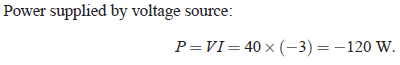 Power supplied by voltage source:
P = VI = 40 × (−3) = −120 W.